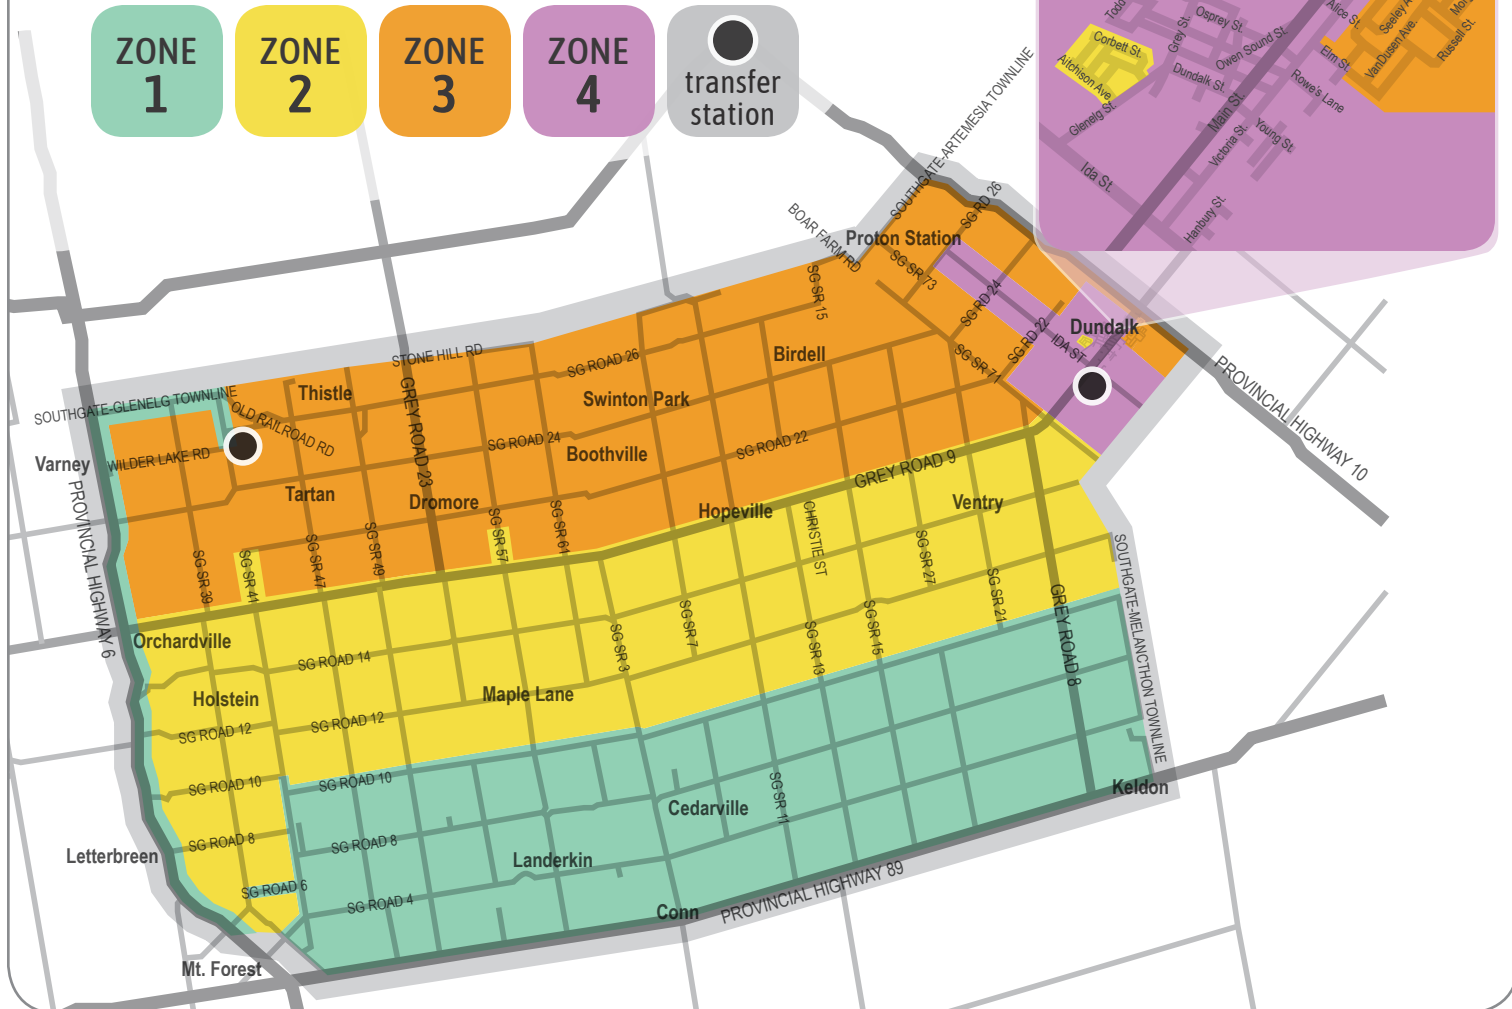 ZONE
1
ZONE
2
ZONE
3
ZONE
4
transfer
station
Todd
Corbett St.
Aitchison Ave.
Glenelg St.
Ida St.
Grey St.
Osprey St.
Owen Sound St.
Dundalk St.
Main St.
Victoria St.
Young St.
Hanbury St.
Rowe's Lane
Elm St.
Alice St.
Seeley A
VanDusen Ave.
Russell St.
SOUTHGATE-ARTEMESIA TOWNLINE
BOAR FARM RD
Proton Station
SG RD 26
SG SR 73
SG RD 24
SG RD 22
SG SR 71
IDA ST
Dundalk
PROVINCIAL HIGHWAY 10
SG SR 15
STONE HILL RD
SG ROAD 26
Birdell
Thistle
Swinton Park
SOUTHGATE-GLENELG TOWNLINE
OLD RAILROAD RD
GREY ROAD 23
SG ROAD 24
Boothville
SG ROAD 22
Varney
WILDER LAKE RD
GREY ROAD 9
PROVINCIAL HIGHWAY 6
Tartan
Dromore
Hopeville
Ventry
SG SR 39
SG SR 41
SG SR 47
SG SR 49
SG SR 57
SG SR 61
CHRISTIE ST
SG SR 27
SG SR 21
SOUTHGATE-MELANCTHON TOWNLINE
GREY ROAD 8
Orchardville
SG ROAD 14
SG SR 3
SG SR 7
SG SR 13
SG SR 15
Holstein
Maple Lane
SG ROAD 12
SG ROAD 12
SG ROAD 10
SG ROAD 10
SG SR 11
Keldon
Cedarville
SG ROAD 8
SG ROAD 8
Letterbreen
Landerkin
SG ROAD 6
SG ROAD 4
Conn
PROVINCIAL HIGHWAY 89
Mt. Forest